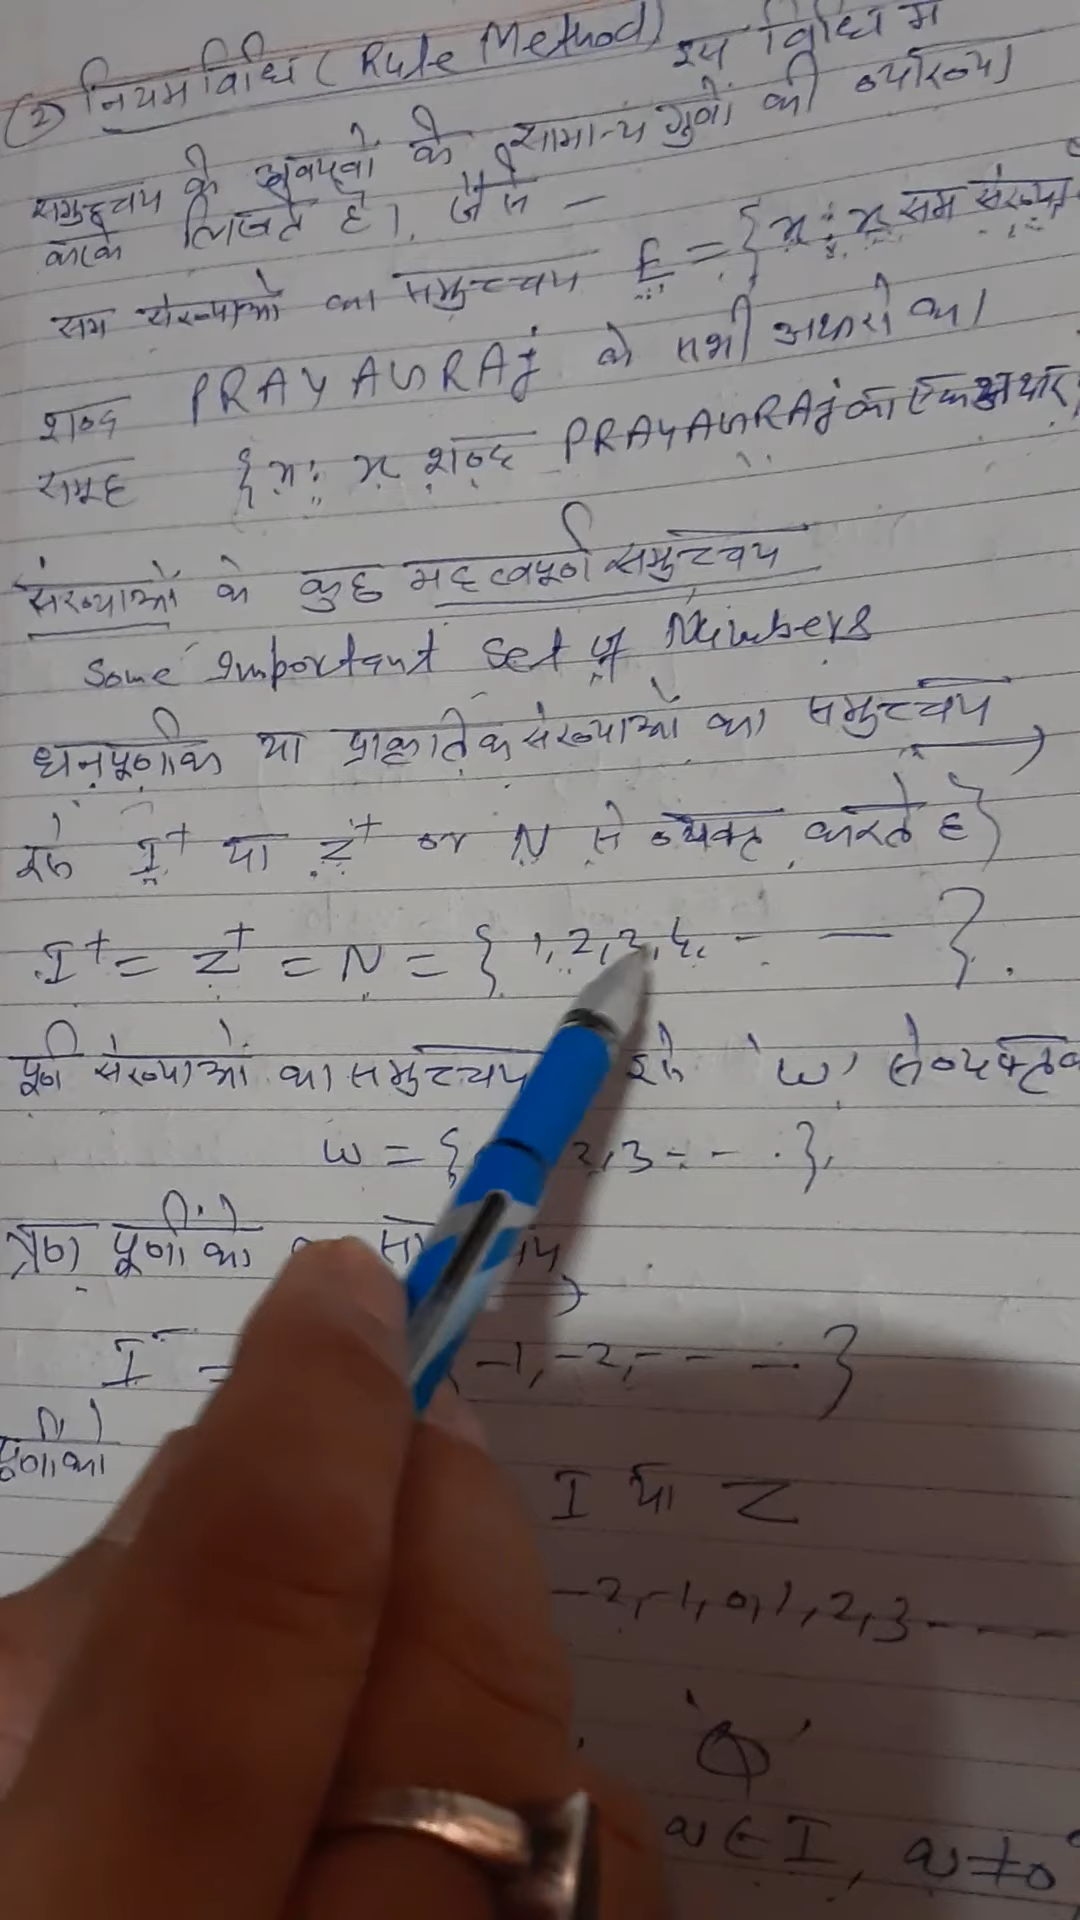 (2) नियम विधि (Rule Method) इस विधि में
समुच्चय के अवयवों के सामान्य गुणों की व्याख्या
करके लिखते है। जैसे —
सम संख्याओं का समुच्चय E = {x : x सम संख्या
शब्द PRAYAGRAJ के सभी अक्षरों का
समूह {x : x शब्द PRAYAGRAJ का एक अक्षर
संख्याओं के कुछ महत्वपूर्ण समुच्चय
Some Important Set of Numbers
धनपूर्णांक या प्राकृतिक संख्याओं का समुच्चय
इसे I⁺ या Z⁺ or N से व्यक्त करते है
I⁺ = Z⁺ = N = { 1, 2, 3, 4, - — }.
पूर्ण संख्याओं का समुच्चय इसे 'W' से व्यक्त
W = { 2, 3 - - . },
ऋण पूर्णांको
I⁻ = { -1, -2, - - - }
पूर्णांको
I या Z
-2, -1, 0, 1, 2, 3 - - - -
'Q'
∈ I, ≠ 0